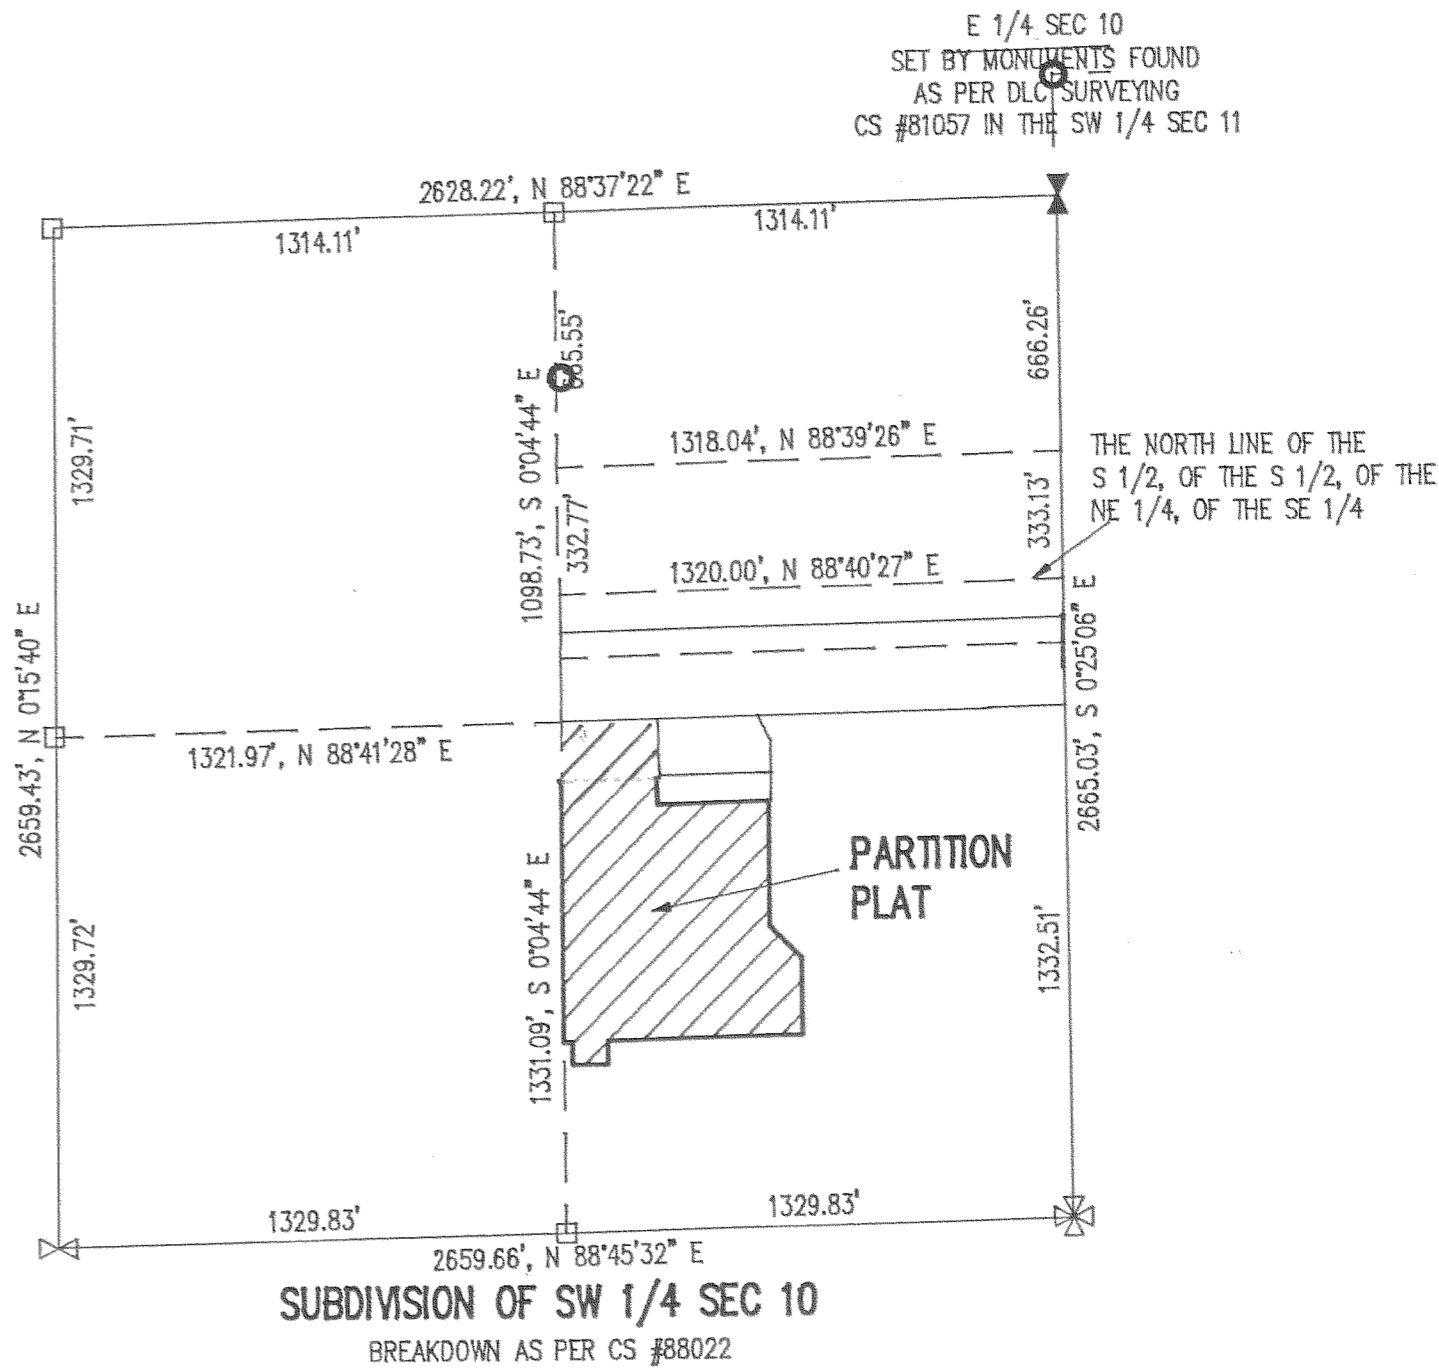 E 1/4 SEC 10
SET BY MONUMENTS FOUND
AS PER DLC SURVEYING
CS #81057 IN THE SW 1/4 SEC 11
2628.22', N 88°37'22" E
1314.11'
1314.11'
666.26'
1329.71'
1098.73', S 0°04'44" E
1318.04', N 88°39'26" E
THE NORTH LINE OF THE
S 1/2, OF THE S 1/2, OF THE
NE 1/4, OF THE SE 1/4
332.77'
333.13'
1320.00', N 88°40'27" E
2659.43', N 0°15'40" E
2665.03', S 0°25'06" E
1321.97', N 88°41'28" E
PARTITION
PLAT
1329.72'
1331.09', S 0°04'44" E
1332.51'
1329.83'
1329.83'
2659.66', N 88°45'32" E
SUBDIVISION OF SW 1/4 SEC 10
BREAKDOWN AS PER CS #88022